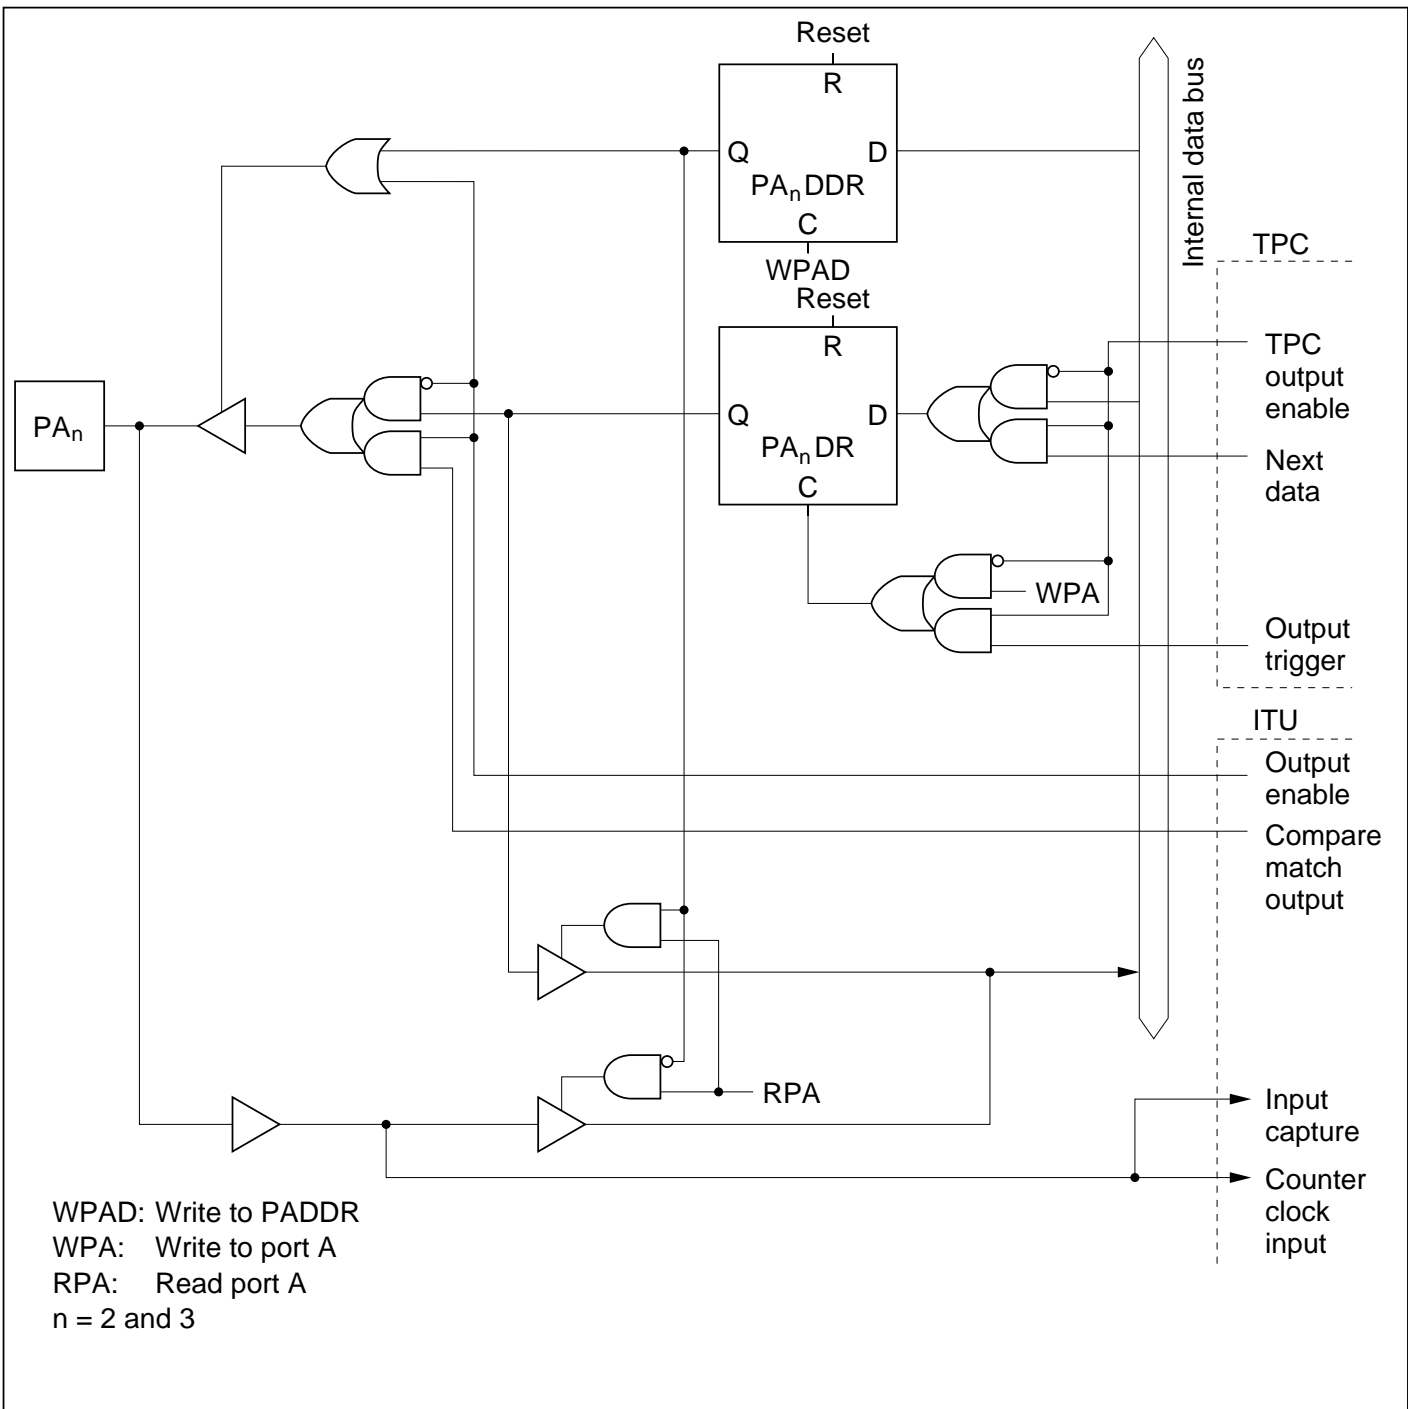 Reset
R
Q
D
PAnDDR
C
WPAD
Internal data bus
TPC
Reset
R
Q
D
PAnDR
C
PAn
TPC
output
enable
Next
data
WPA
Output
trigger
ITU
Output
enable
Compare
match
output
RPA
Input
capture
Counter
clock
input
WPAD: Write to PADDR
WPA: Write to port A
RPA: Read port A
n = 2 and 3